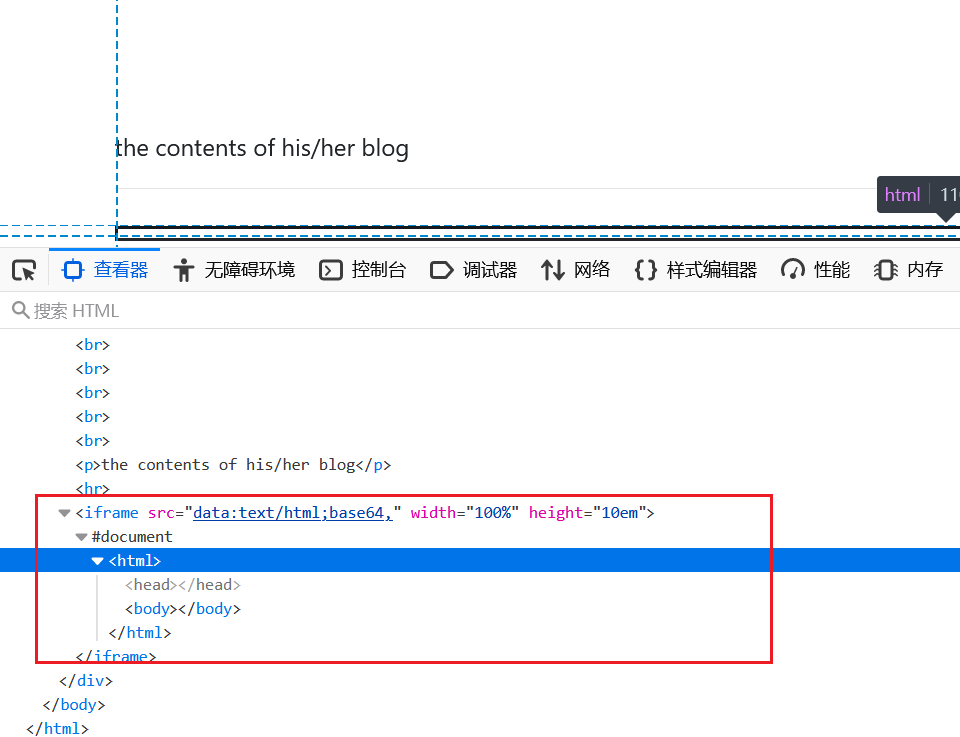 the contents of his/her blog
html 11
查看器 无障碍环境 控制台 调试器 网络 样式编辑器 性能 内存
搜索 HTML
<br>
<br>
<br>
<br>
<br>
<p>the contents of his/her blog</p>
<hr>
<iframe src="data:text/html;base64," width="100%" height="10em">
#document
<html>
<head></head>
<body></body>
</html>
</iframe>
</div>
</body>
</html>